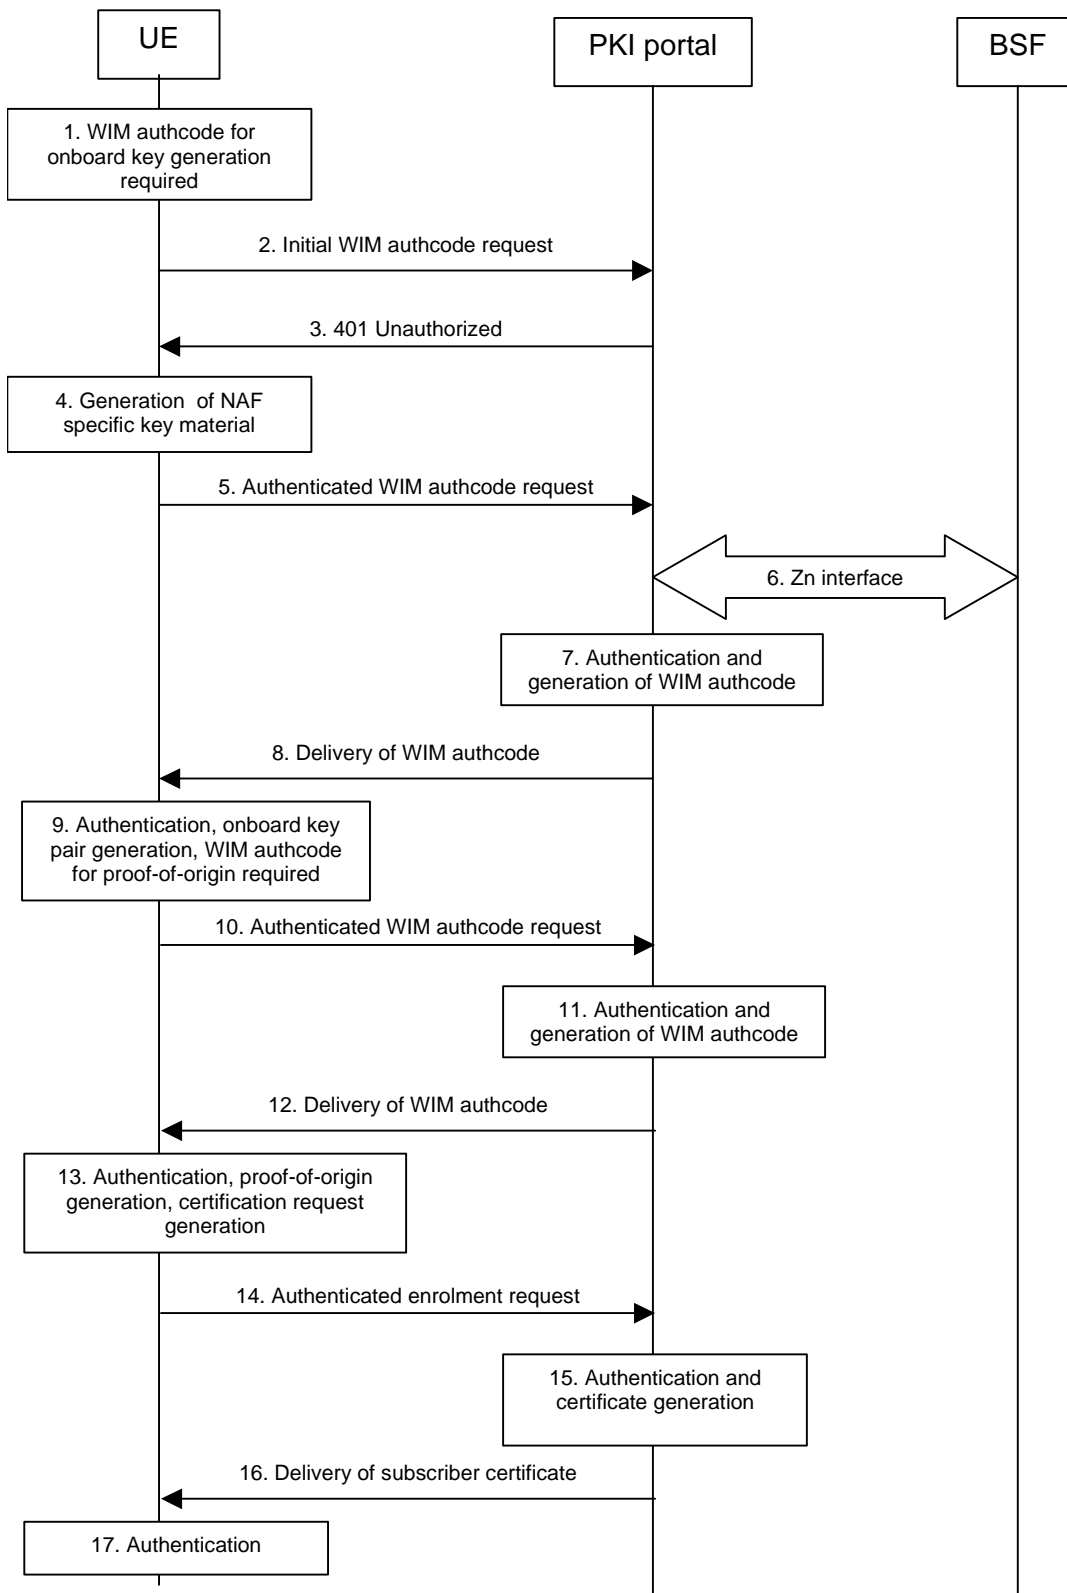 UE
PKI portal
BSF
1. WIM authcode for
onboard key generation
required
2. Initial WIM authcode request
3. 401 Unauthorized
4. Generation of NAF
specific key material
5. Authenticated WIM authcode request
6. Zn interface
7. Authentication and
generation of WIM authcode
8. Delivery of WIM authcode
9. Authentication, onboard key
pair generation, WIM authcode
for proof-of-origin required
10. Authenticated WIM authcode request
11. Authentication and
generation of WIM authcode
12. Delivery of WIM authcode
13. Authentication, proof-of-origin
generation, certification request
generation
14. Authenticated enrolment request
15. Authentication and
certificate generation
16. Delivery of subscriber certificate
17. Authentication